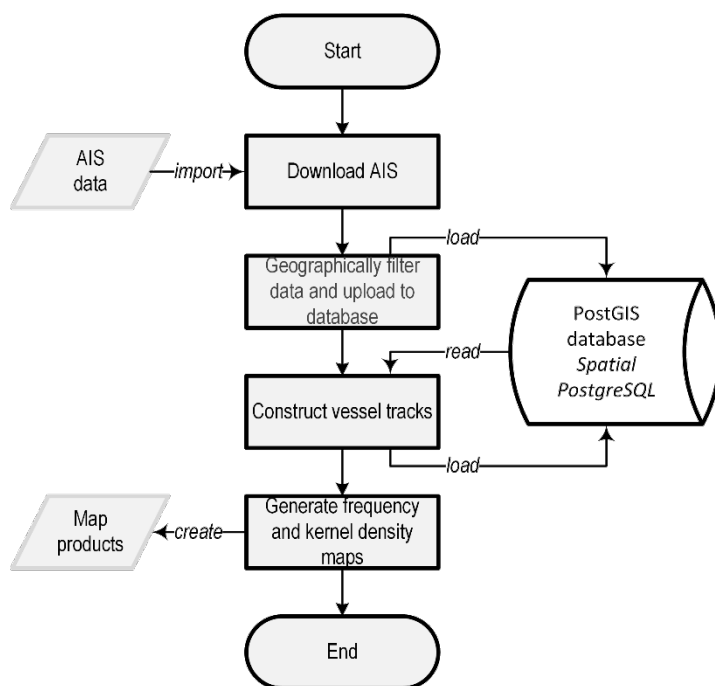 Start
AIS
data
import
Download AIS
load
Geographically filter
data and upload to
database
PostGIS
database
Spatial
PostgreSQL
read
Construct vessel tracks
load
Map
products
create
Generate frequency
and kernel density
maps
End